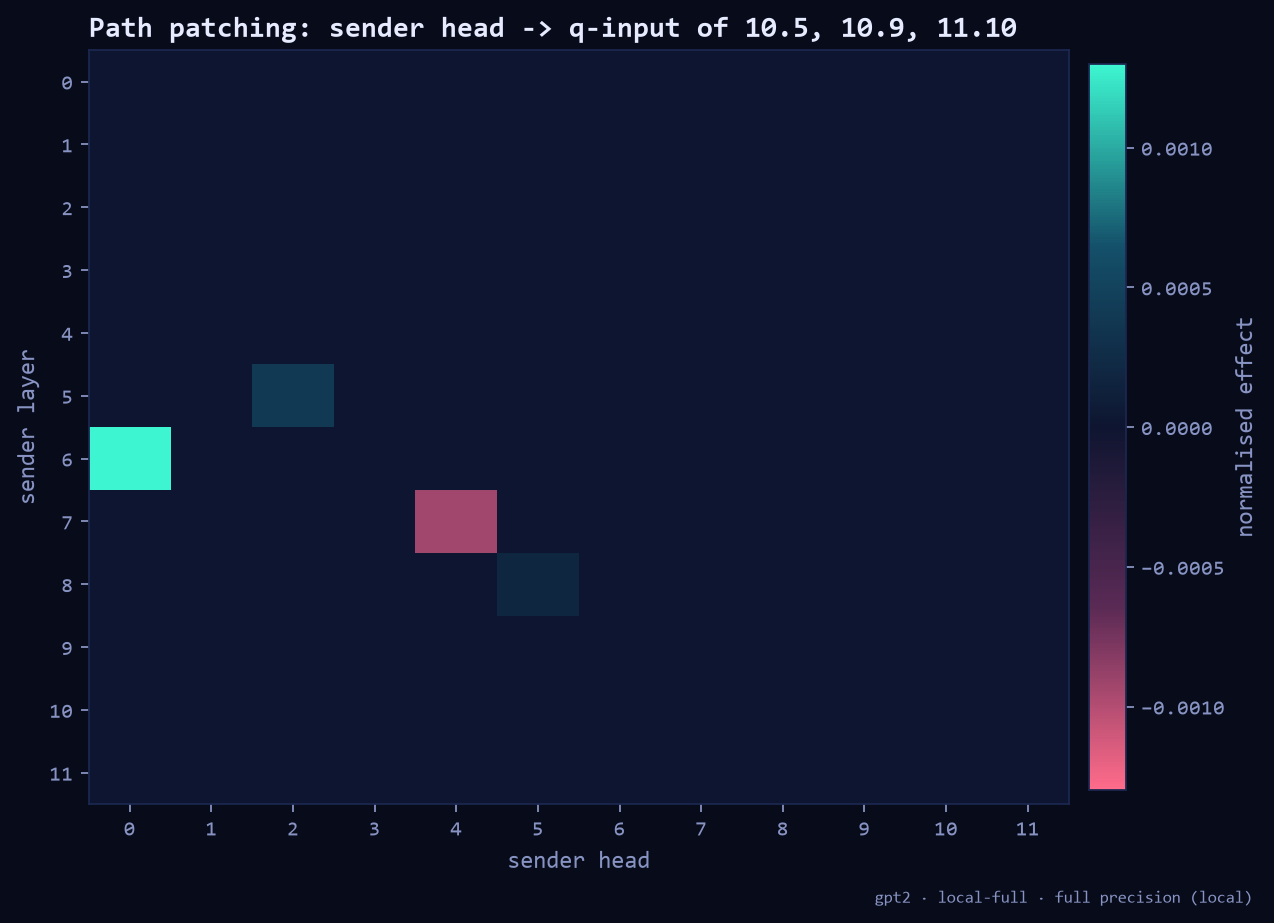 Path patching: sender head -> q-input of 10.5, 10.9, 11.10
0
1
2
3
4
5
6
7
8
9
10
11
sender layer
0 1 2 3 4 5 6 7 8 9 10 11
sender head
0.0010
0.0005
0.0000
−0.0005
−0.0010
normalised effect
gpt2 · local-full · full precision (local)